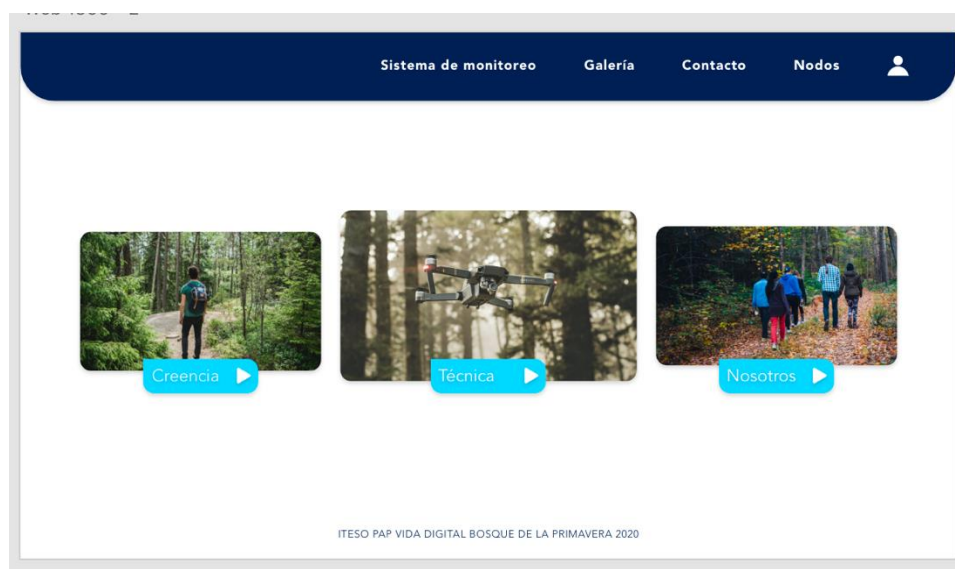 Sistema de monitoreo Galería Contacto Nodos
Creencia
Técnica
Nosotros
ITESO PAP VIDA DIGITAL BOSQUE DE LA PRIMAVERA 2020